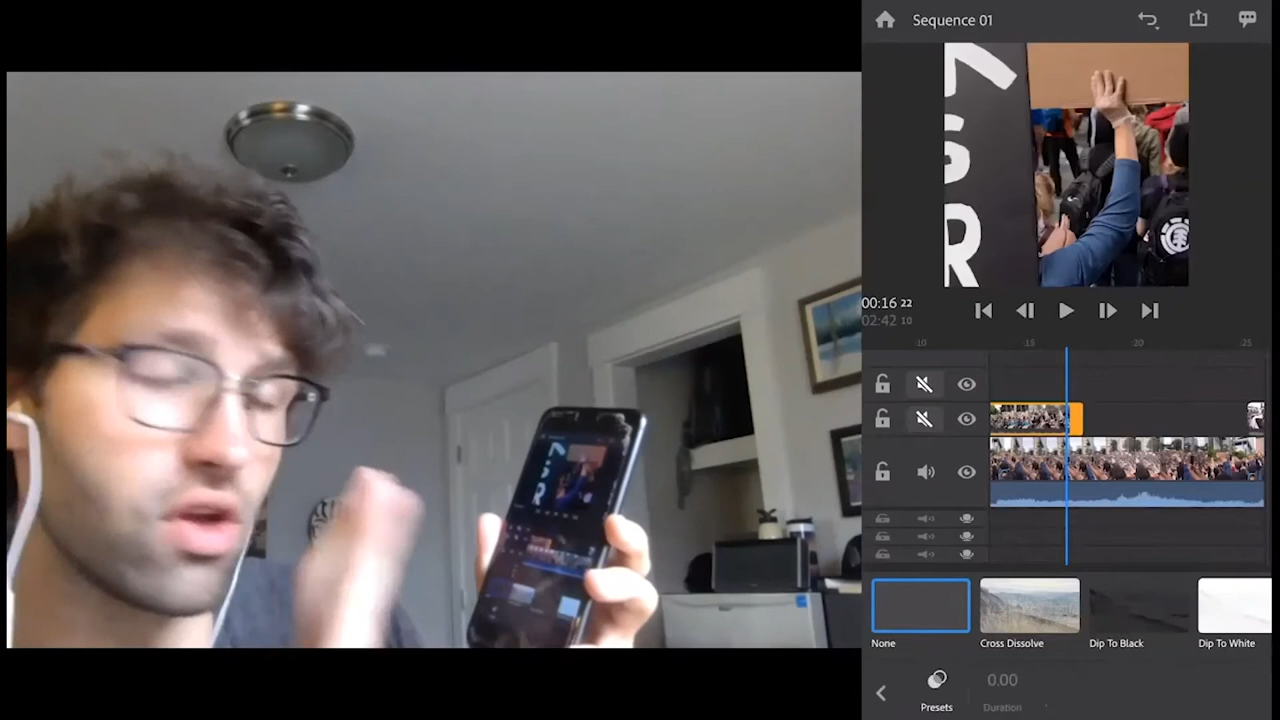 Sequence 01
7
S
R
00:16 22
02:42 10
:10 :15 :20 :25
None Cross Dissolve Dip To Black Dip To White
0.00
Presets Duration